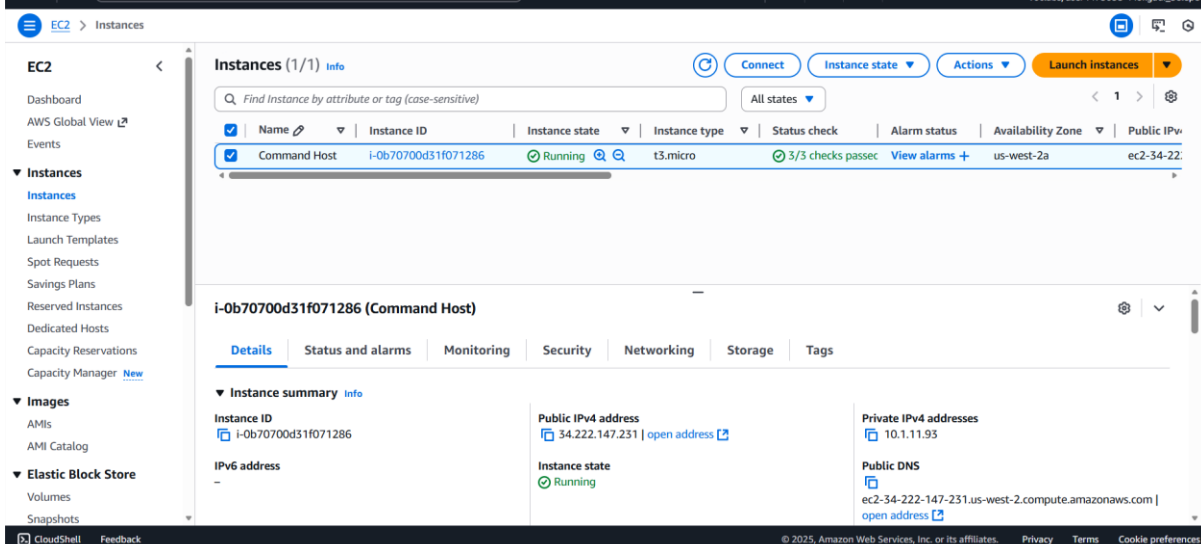 EC2 > Instances
EC2
Dashboard
AWS Global View
Events
Instances
Instances
Instance Types
Launch Templates
Spot Requests
Savings Plans
Reserved Instances
Dedicated Hosts
Capacity Reservations
Capacity Manager New
Images
AMIs
AMI Catalog
Elastic Block Store
Volumes
Snapshots
Instances (1/1) Info
Connect
Instance state
Actions
Launch instances
Find Instance by attribute or tag (case-sensitive)
All states
1
Name Instance ID Instance state Instance type Status check Alarm status Availability Zone Public IPv4
Command Host i-0b70700d31f071286 Running t3.micro 3/3 checks passec View alarms + us-west-2a ec2-34-22
i-0b70700d31f071286 (Command Host)
Details Status and alarms Monitoring Security Networking Storage Tags
Instance summary Info
Instance ID
i-0b70700d31f071286
Public IPv4 address
34.222.147.231 | open address
Private IPv4 addresses
10.1.11.93
IPv6 address
–
Instance state
Running
Public DNS
ec2-34-222-147-231.us-west-2.compute.amazonaws.com |
open address
CloudShell Feedback
© 2025, Amazon Web Services, Inc. or its affiliates. Privacy Terms Cookie preferences